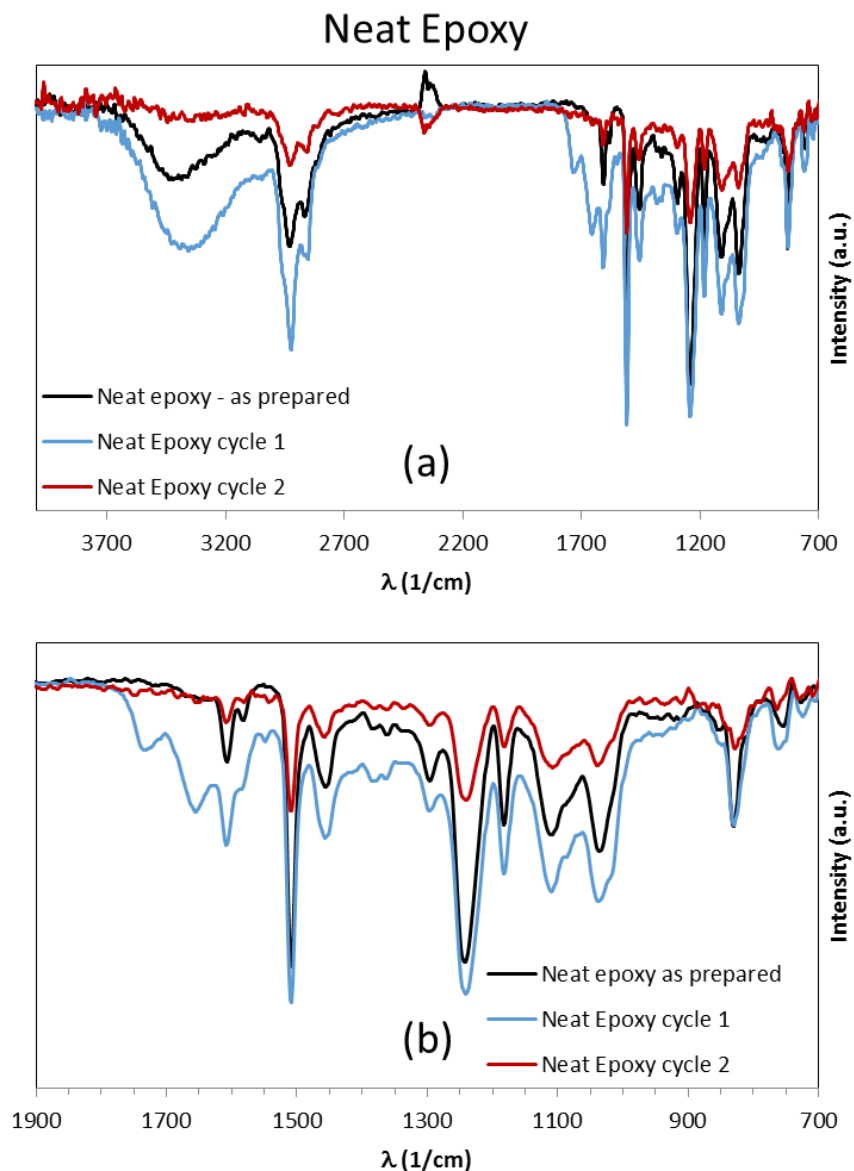 Neat Epoxy
Neat epoxy - as prepared
Neat Epoxy cycle 1
Neat Epoxy cycle 2
(a)
Intensity (a.u.)
3700 3200 2700 2200 1700 1200 700
λ (1/cm)
Neat epoxy as prepared
Neat Epoxy cycle 1
Neat Epoxy cycle 2
(b)
Intensity (a.u.)
1900 1700 1500 1300 1100 900 700
λ (1/cm)